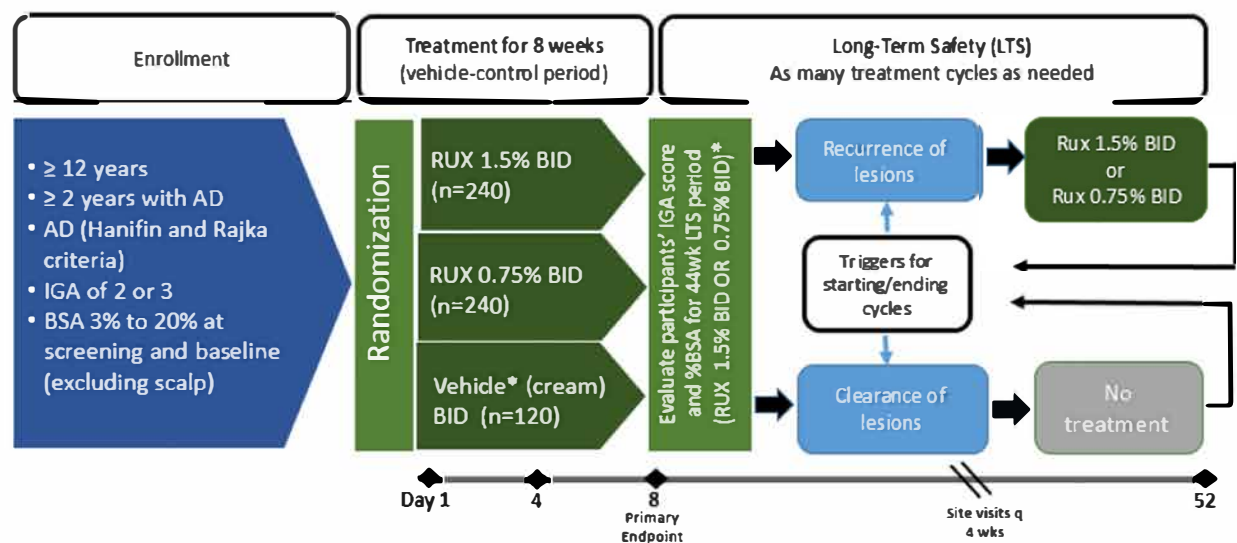 Enrollment
Treatment for 8 weeks
(vehicle-control period)
Long-Term Safety (LTS)
As many treatment cycles as needed
• ≥ 12 years
• ≥ 2 years with AD
• AD (Hanifin and Rajka
criteria)
• IGA of 2 or 3
• BSA 3% to 20% at
screening and baseline
(excluding scalp)
Randomization
RUX 1.5% BID
(n=240)
RUX 0.75% BID
(n=240)
Vehicle* (cream)
BID (n=120)
Evaluate participants' IGA score
and %BSA for 44wk LTS period
(RUX 1.5% BID OR 0.75% BID)*
Recurrence of
lesions
Rux 1.5% BID
or
Rux 0.75% BID
Triggers for
starting/ending
cycles
Clearance of
lesions
No
treatment
Day 1
4
8
52
Primary
Endpoint
Site visits q
4 wks